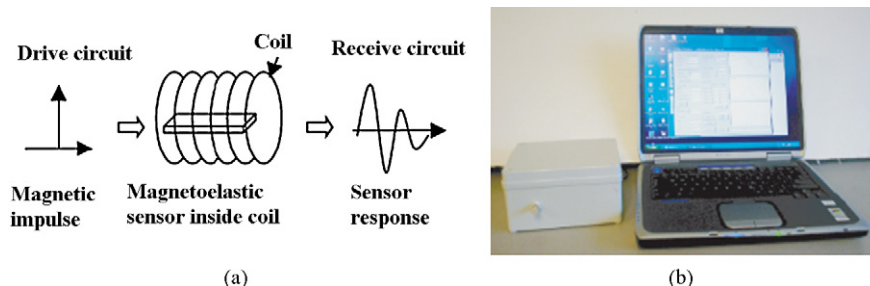 Drive circuit
Coil
Receive circuit
Magnetic
impulse
Magnetoelastic
sensor inside coil
Sensor
response
(a)
(b)